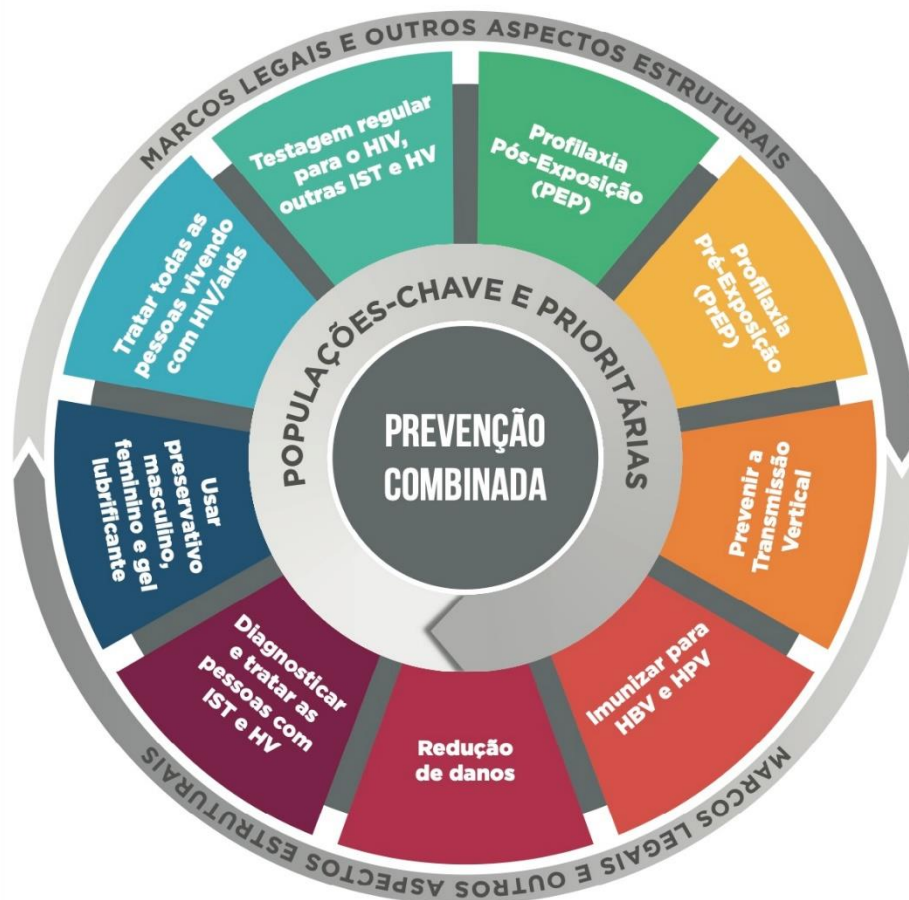 MARCOS LEGAIS E OUTROS ASPECTOS ESTRUTURAIS
Testagem regular
para o HIV,
outras IST e HV
Profilaxia
Pós-Exposição
(PEP)
Profilaxia
Pré-Exposição
(PrEP)
Prevenir a
Transmissão
Vertical
Imunizar para
HBV e HPV
Redução
de danos
Diagnosticar
e tratar as
pessoas com
IST e HV
Usar
preservativo
masculino,
feminino e gel
lubrificante
Tratar todas as
pessoas vivendo
com HIV/aids
POPULAÇÕES-CHAVE E PRIORITÁRIAS
PREVENÇÃO
COMBINADA
MARCOS LEGAIS E OUTROS ASPECTOS ESTRUTURAIS